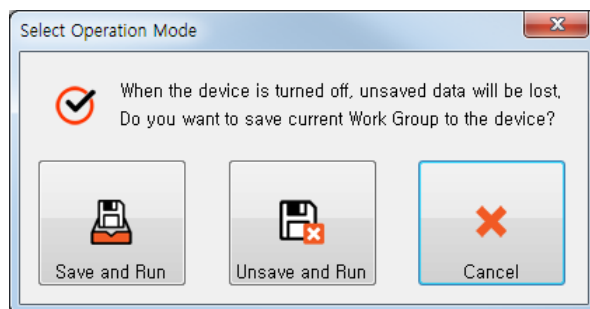 Select Operation Mode
When the device is turned off, unsaved data will be lost,
Do you want to save current Work Group to the device?
Save and Run
Unsave and Run
Cancel